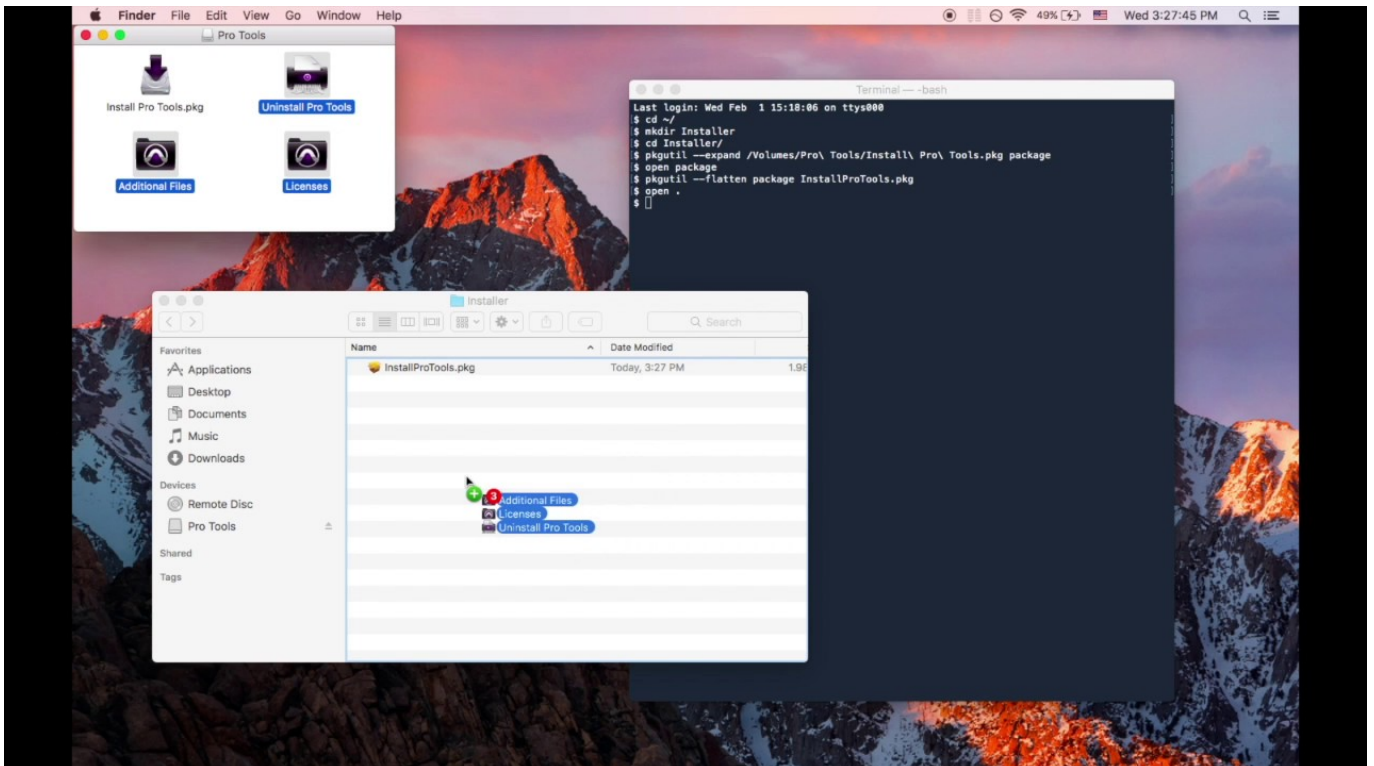 Finder File Edit View Go Window Help
49% Wed 3:27:45 PM
Pro Tools
Install Pro Tools.pkg
Uninstall Pro Tools
Additional Files
Licenses
Terminal — -bash
Last login: Wed Feb 1 15:18:06 on ttys000
$ cd ~/
$ mkdir Installer
$ cd Installer/
$ pkgutil --expand /Volumes/Pro\ Tools/Install\ Pro\ Tools.pkg package
$ open package
$ pkgutil --flatten package InstallProTools.pkg
$ open .
$
Installer
Search
Favorites
Applications
Desktop
Documents
Music
Downloads
Devices
Remote Disc
Pro Tools
Shared
Tags
Name Date Modified
InstallProTools.pkg Today, 3:27 PM 1.98
3
Additional Files
Licenses
Uninstall Pro Tools